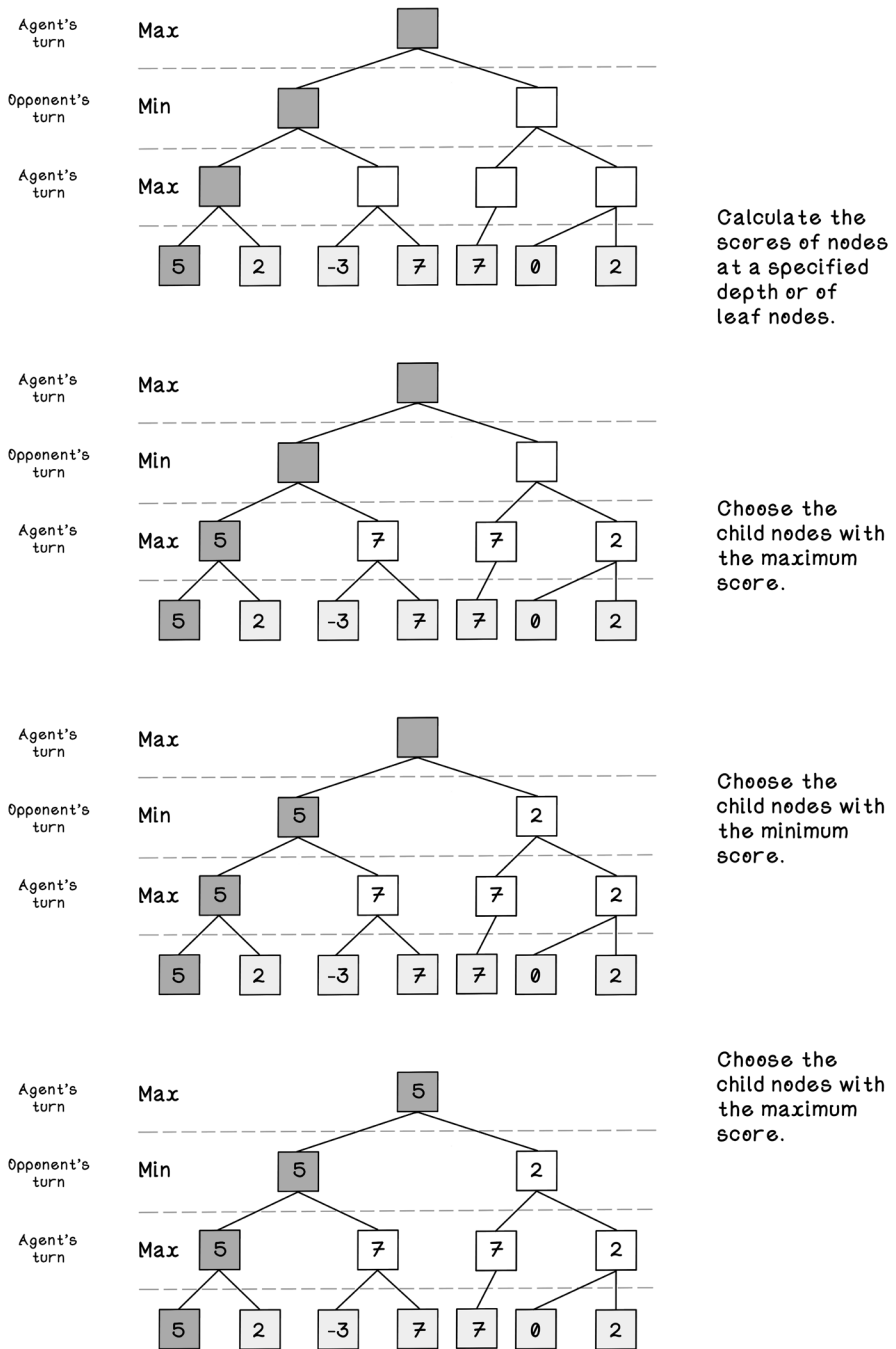 Agent's
turn
Max
Opponent's
turn
Min
Agent's
turn
Max
5 2 -3 7 7 0 2
Calculate the
scores of nodes
at a specified
depth or of
leaf nodes.
Agent's
turn
Max
Opponent's
turn
Min
Agent's
turn
Max 5 7 7 2
5 2 -3 7 7 0 2
Choose the
child nodes with
the maximum
score.
Agent's
turn
Max
Opponent's
turn
Min 5 2
Agent's
turn
Max 5 7 7 2
5 2 -3 7 7 0 2
Choose the
child nodes with
the minimum
score.
Agent's
turn
Max 5
Opponent's
turn
Min 5 2
Agent's
turn
Max 5 7 7 2
5 2 -3 7 7 0 2
Choose the
child nodes with
the maximum
score.